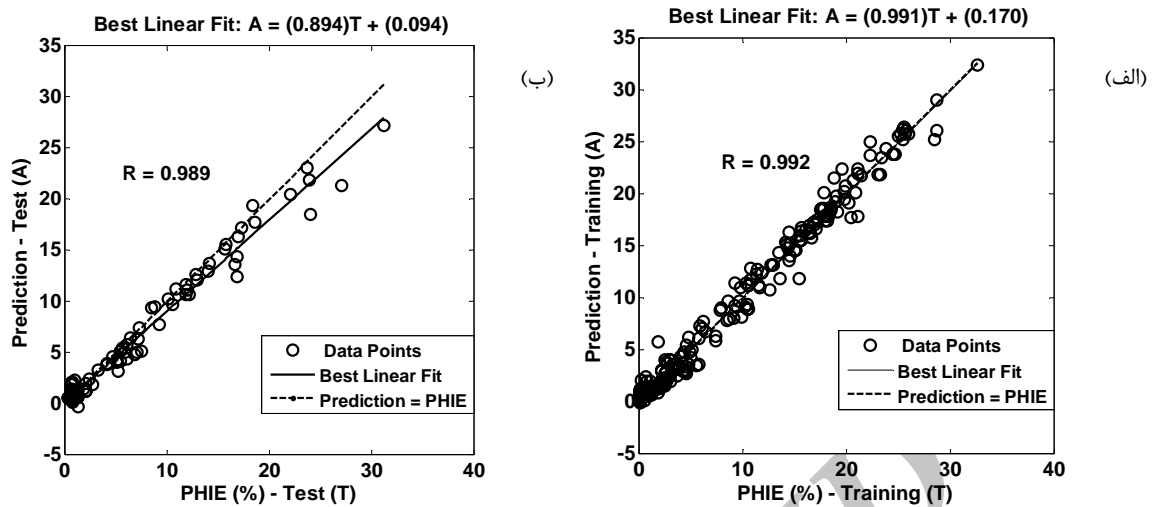 Best Linear Fit: A = (0.894)T + (0.094)
35
30
25
20
15
10
5
0
-5
Prediction - Test (A)
R = 0.989
Data Points
Best Linear Fit
Prediction = PHIE
0 10 20 30 40
PHIE (%) - Test (T)
(ب)
Best Linear Fit: A = (0.991)T + (0.170)
35
30
25
20
15
10
5
0
-5
Prediction - Training (A)
R = 0.992
Data Points
Best Linear Fit
Prediction = PHIE
0 10 20 30 40
PHIE (%) - Training (T)
(الف)